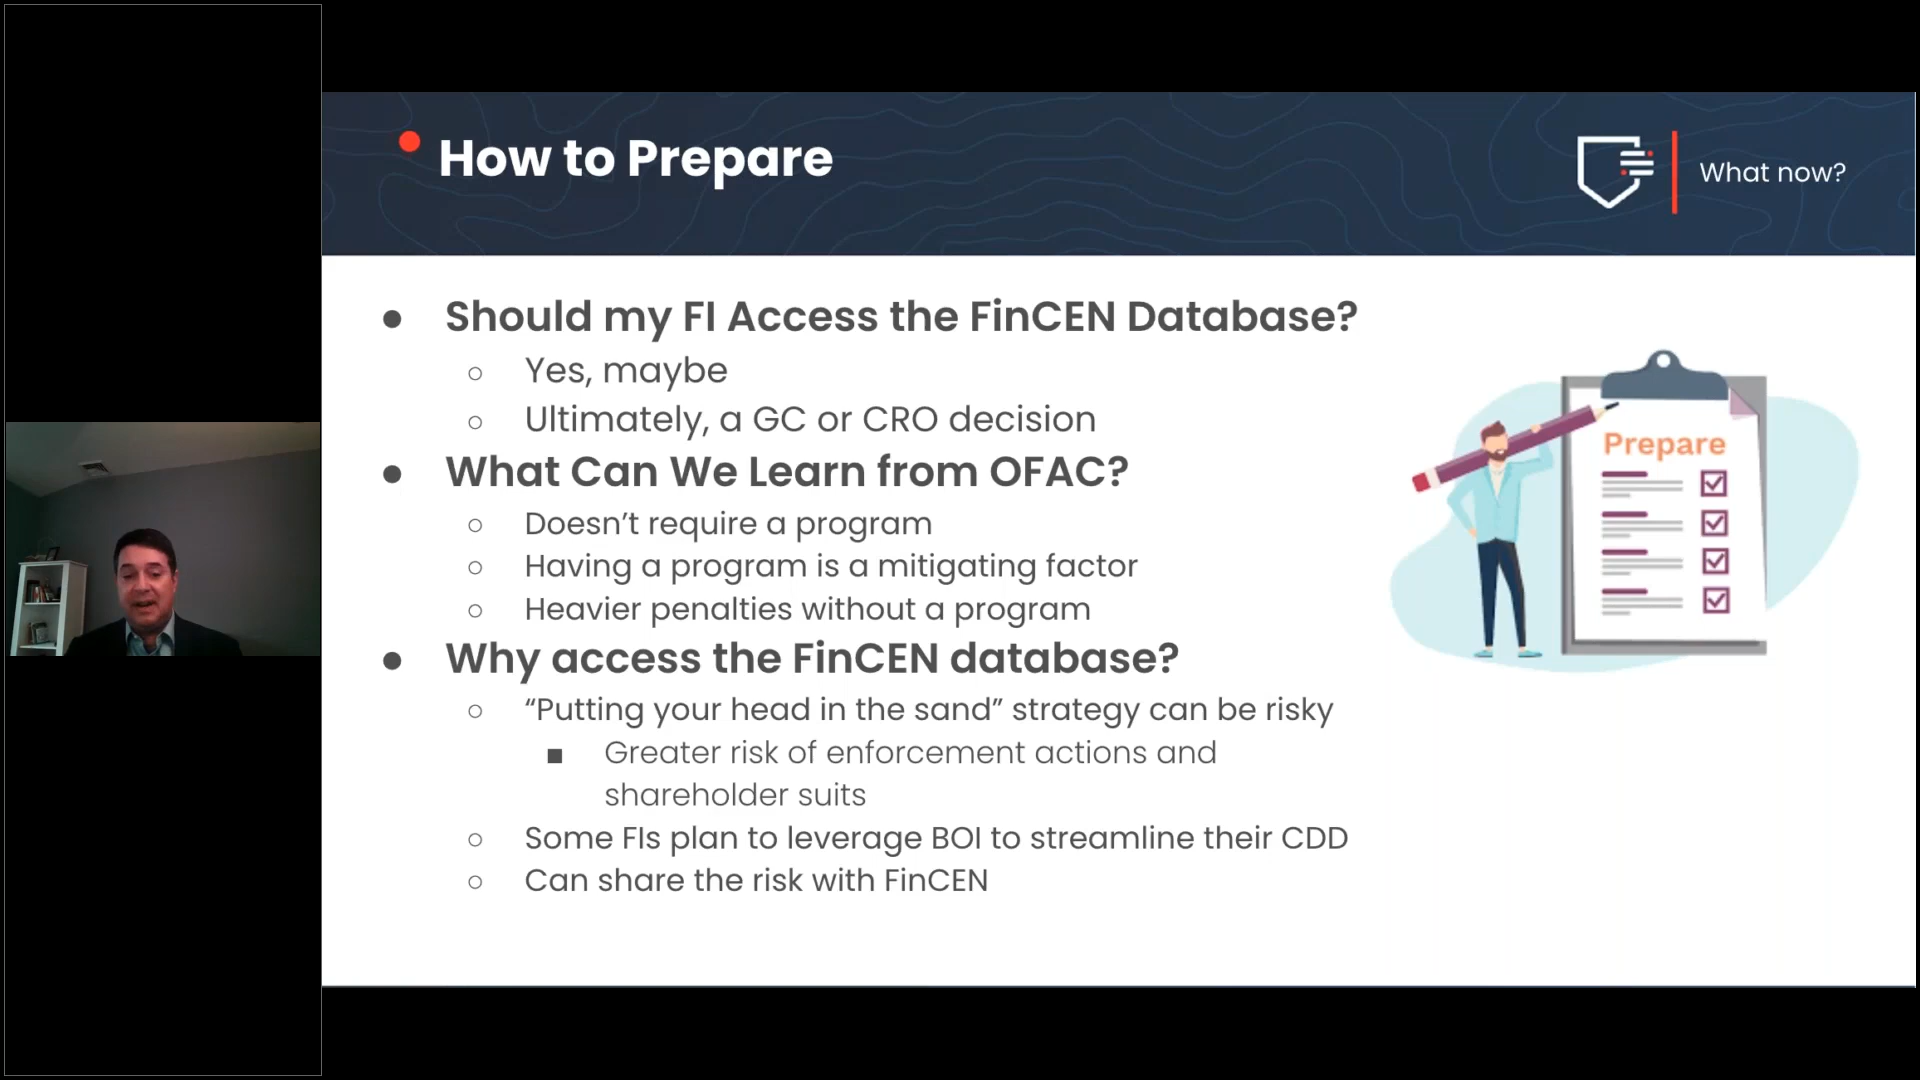 How to Prepare
What now?
Should my FI Access the FinCEN Database?
Yes, maybe
Ultimately, a GC or CRO decision
What Can We Learn from OFAC?
Doesn’t require a program
Having a program is a mitigating factor
Heavier penalties without a program
Why access the FinCEN database?
“Putting your head in the sand” strategy can be risky
Greater risk of enforcement actions and
shareholder suits
Some FIs plan to leverage BOI to streamline their CDD
Can share the risk with FinCEN
Prepare